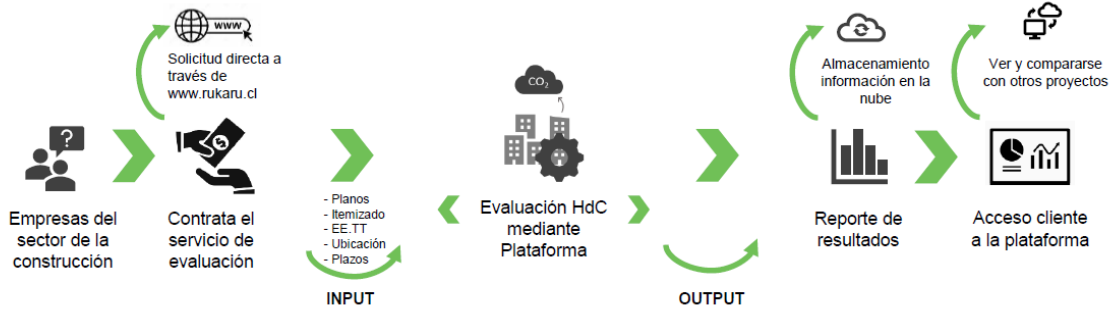 WWW
Solicitud directa a
través de
www.rukaru.cl
Empresas del
sector de la
construcción
Contrata el
servicio de
evaluación
- Planos
- Itemizado
- EE.TT
- Ubicación
- Plazos
INPUT
CO₂
Evaluación HdC
mediante
Plataforma
OUTPUT
Almacenamiento
información en la
nube
Reporte de
resultados
Ver y compararse
con otros proyectos
Acceso cliente
a la plataforma